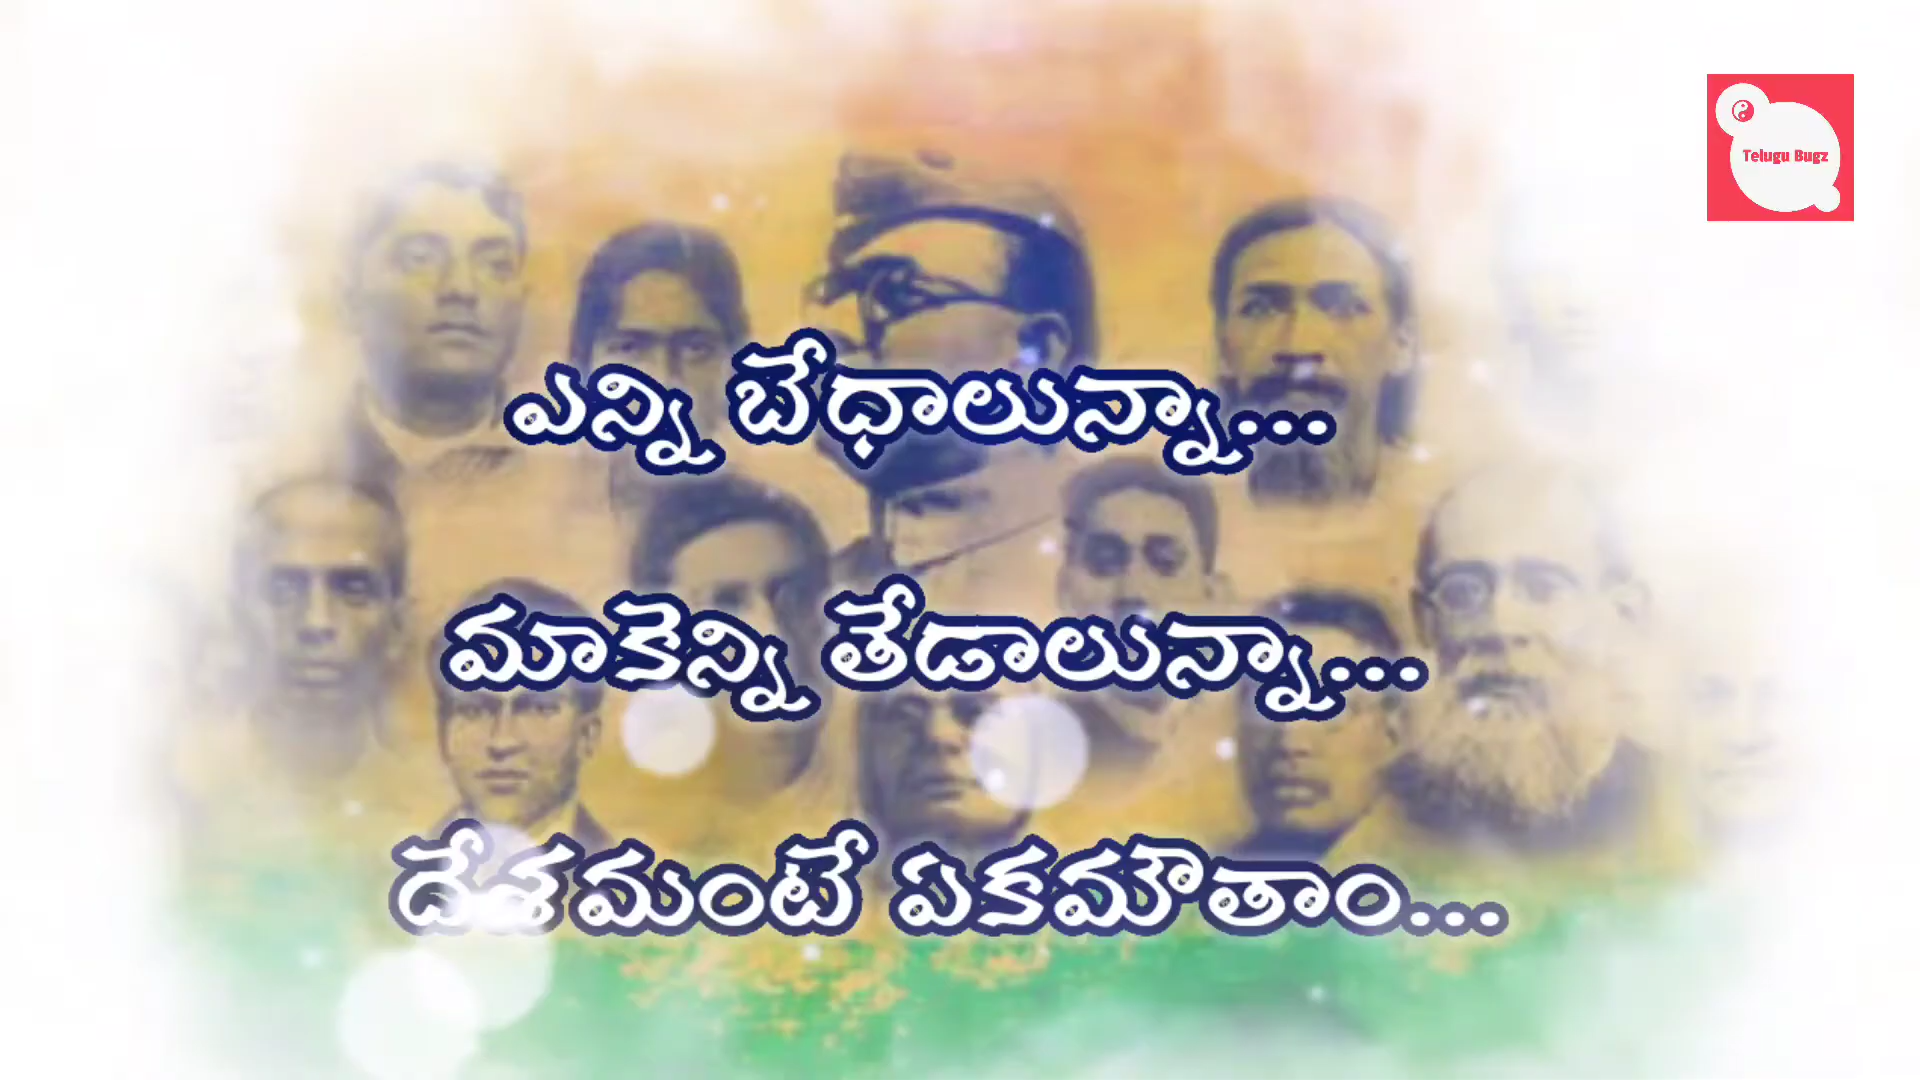 Telugu Bugz
ఎన్ని బేధాలున్నా...
మాకెన్ని తేడాలున్నా...
దేశమంటే ఏకమౌతాం...